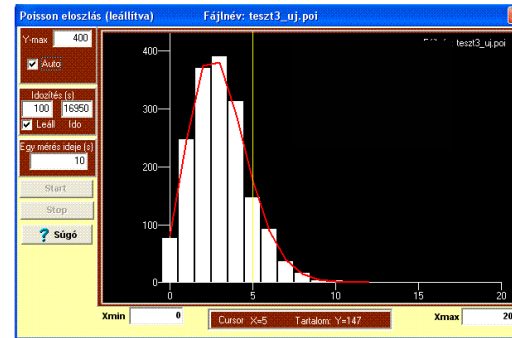 Poisson eloszlás (leállítva) Fájlnév: teszt3_uj.poi
Y-max 400
Auto
Idozítés (s)
100 16950
Leáll Ido
Egy mérés ideje (s)
10
Start
Stop
? Súgó
teszt3_uj.poi
400
300
200
100
0
0 5 10 15 20
Xmin 0 Cursor X=5 Tartalom: Y=147 Xmax 20